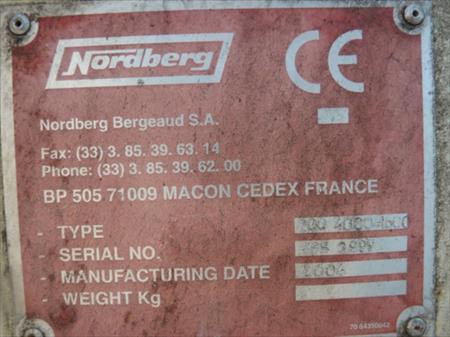 Nordberg
CE
Nordberg Bergeaud S.A.
Fax: (33) 3. 85. 39. 63. 14
Phone: (33) 3. 85. 39. 62. 00
BP 505 71009 MACON CEDEX FRANCE
- TYPE
- SERIAL NO.
- MANUFACTURING DATE
- WEIGHT Kg